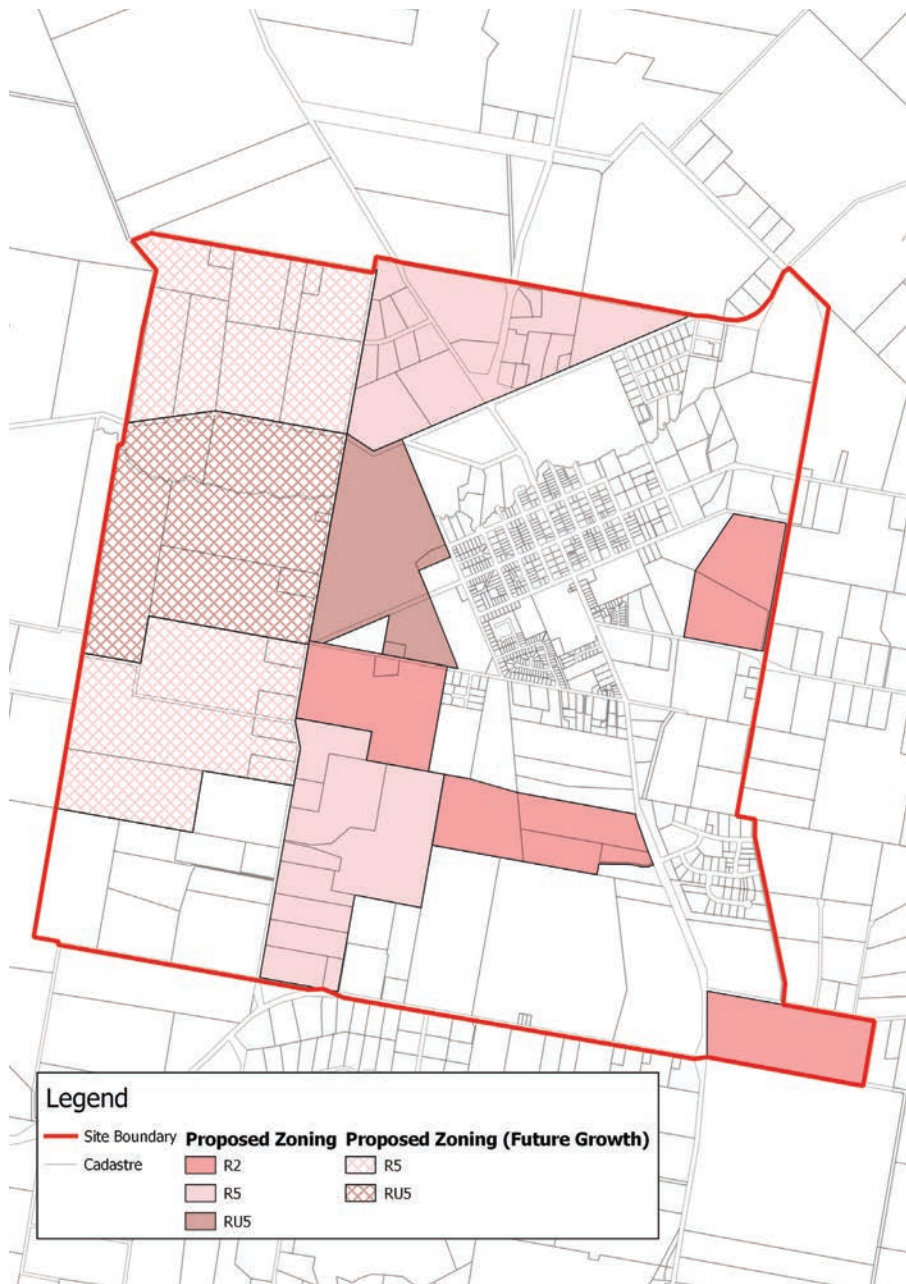 Legend
Site Boundary Proposed Zoning Proposed Zoning (Future Growth)
Cadastre R2 R5
R5 RU5
RU5